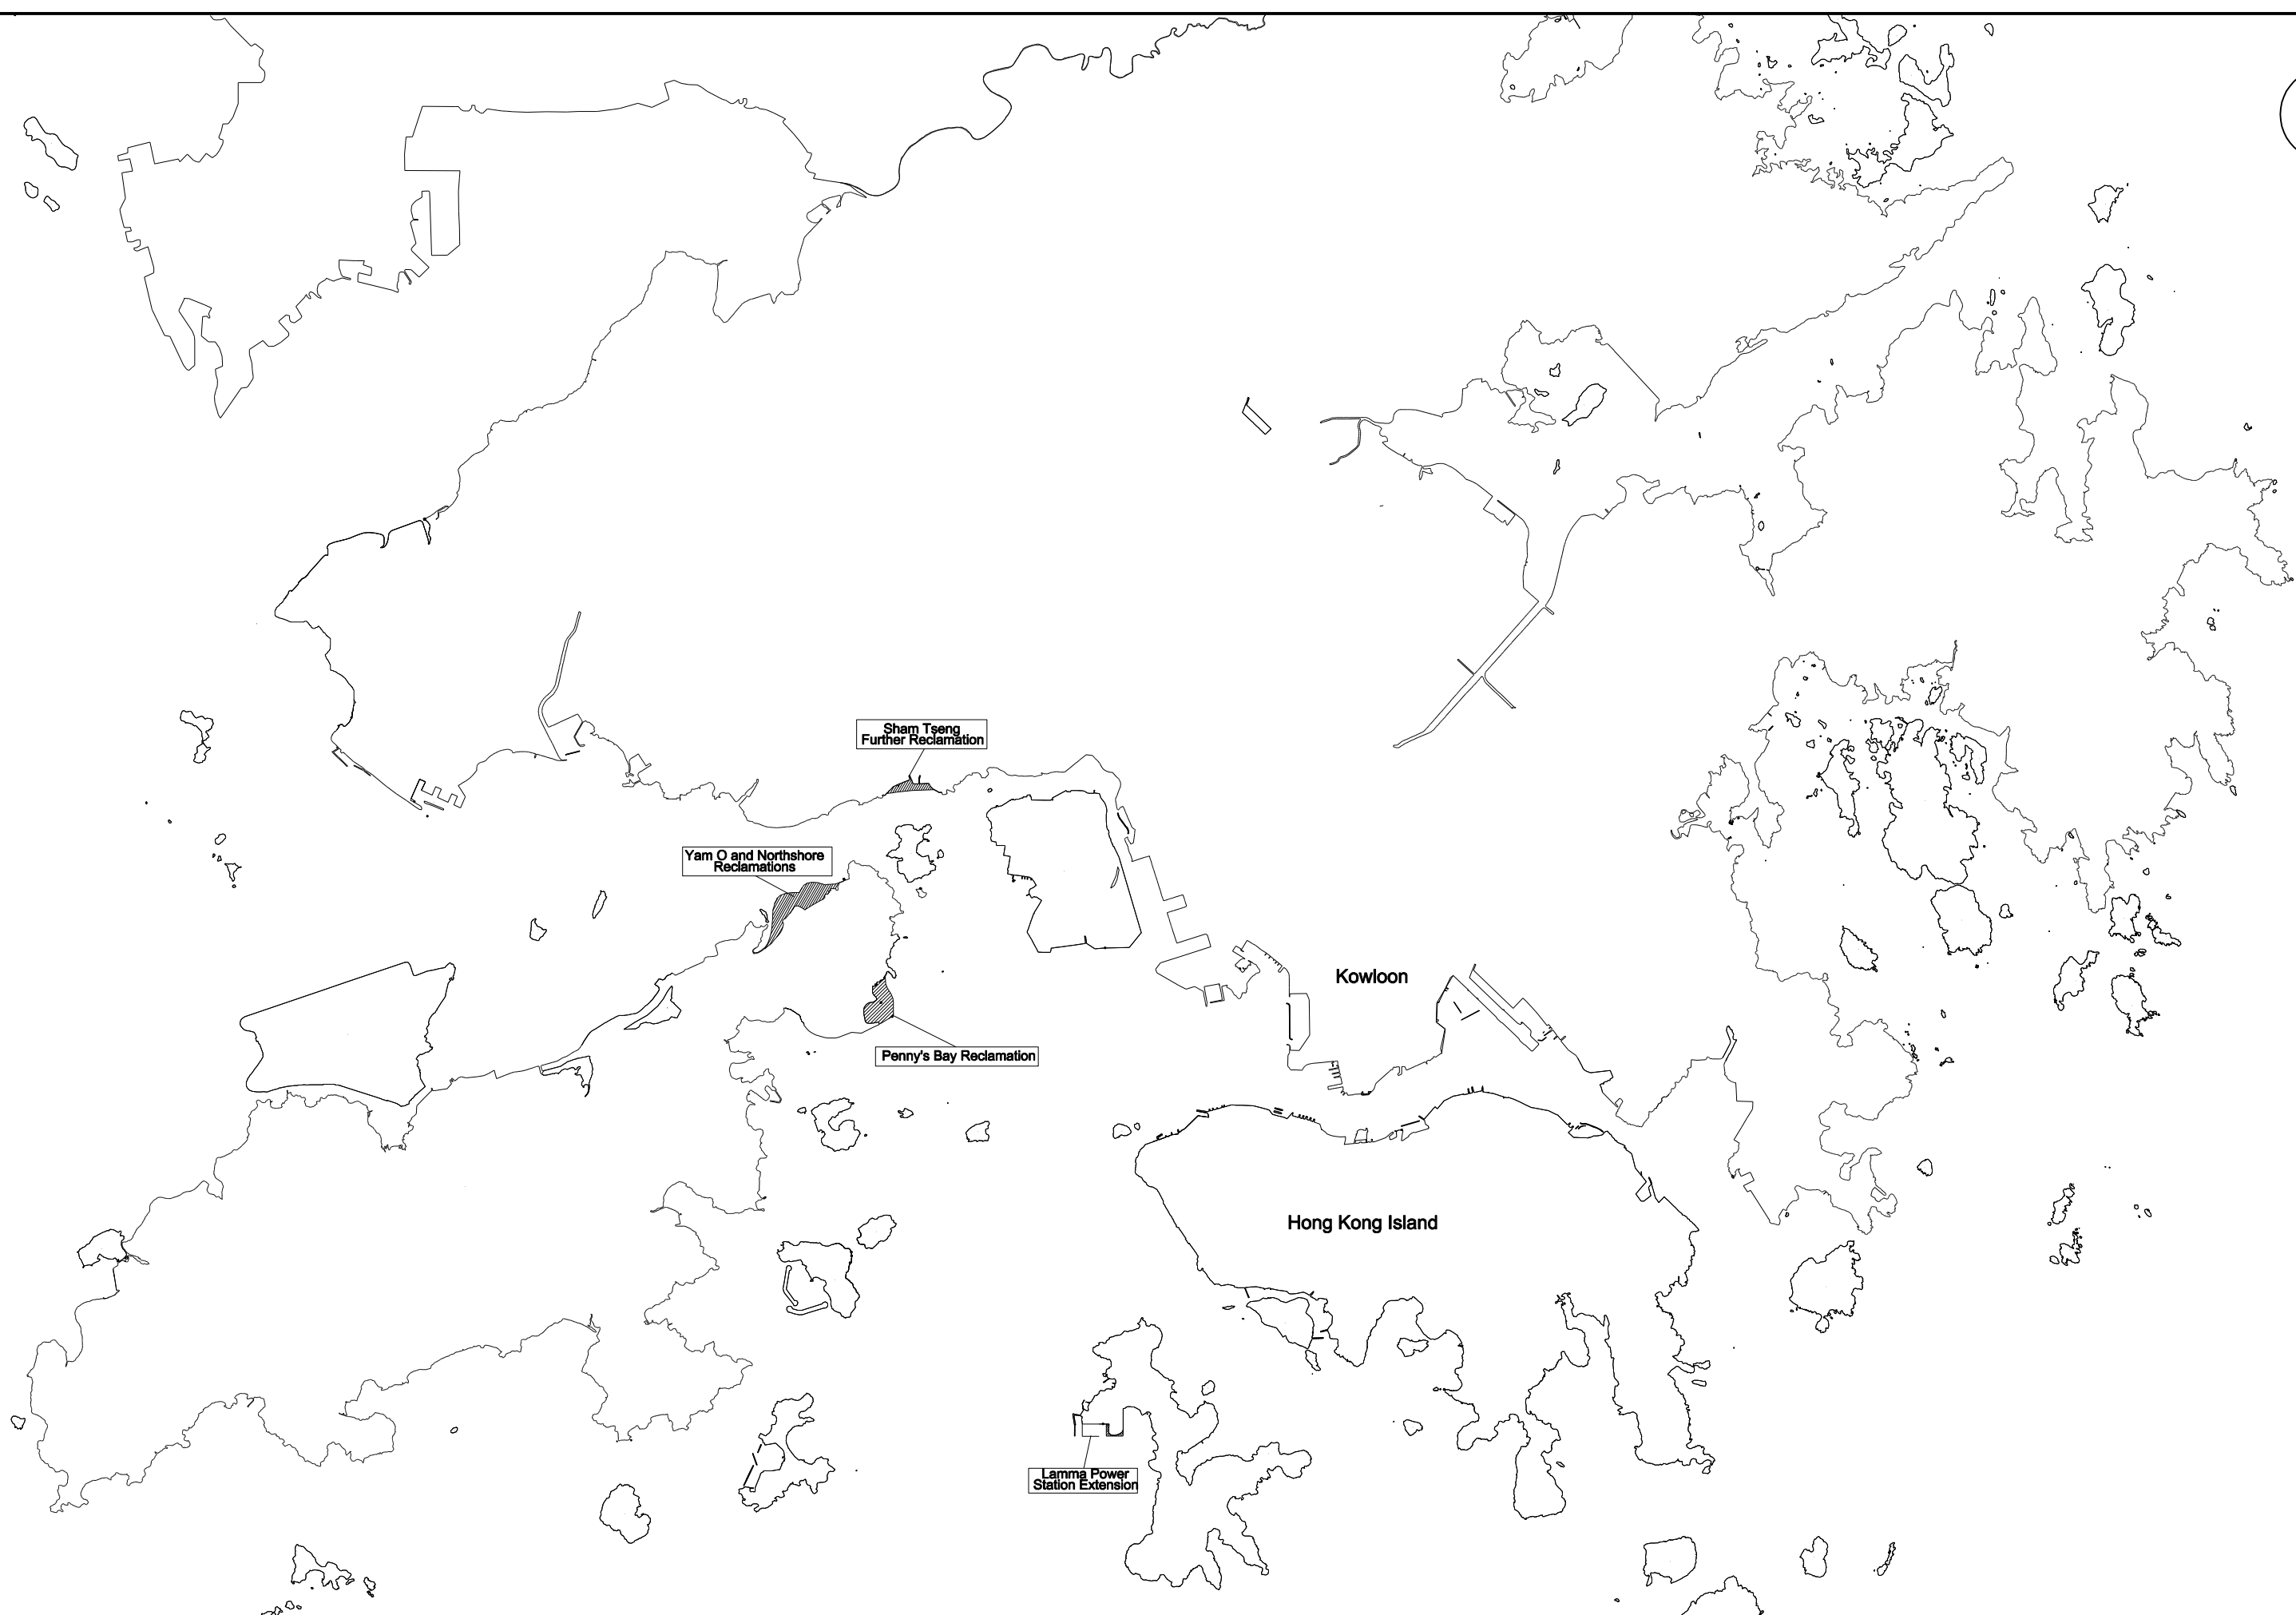 Sham Tseng
Further Reclamation
Yam O and Northshore
Reclamations
Kowloon
Penny's Bay Reclamation
Hong Kong Island
Lamma Power
Station Extension